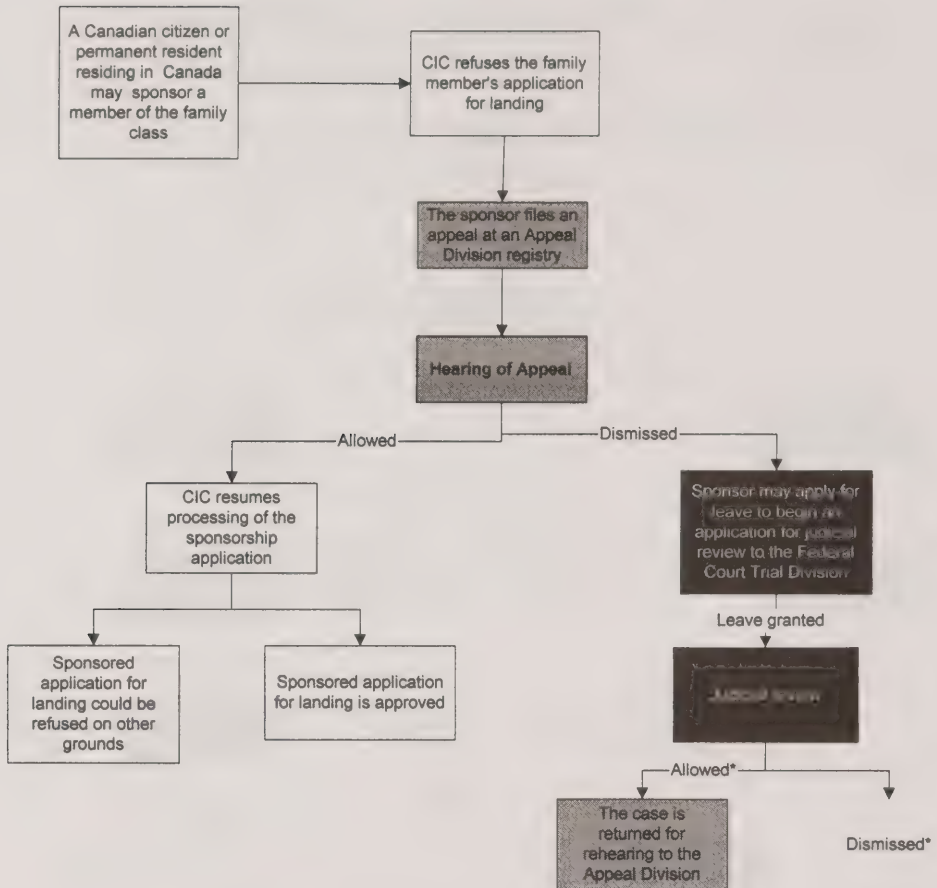 A Canadian citizen or
permanent resident
residing in Canada
may sponsor a
member of the family
class
CIC refuses the family
member's application
for landing
The sponsor files an
appeal at an Appeal
Division registry
Hearing of Appeal
Allowed
Dismissed
CIC resumes
processing of the
sponsorship
application
Sponsor may apply for
leave to begin an
application for judicial
review to the Federal
Court Trial Division
Leave granted
Sponsored
application for
landing could be
refused on other
grounds
Sponsored application
for landing is approved
Judicial review
Allowed*
Dismissed*
The case is
returned for
rehearing to the
Appeal Division